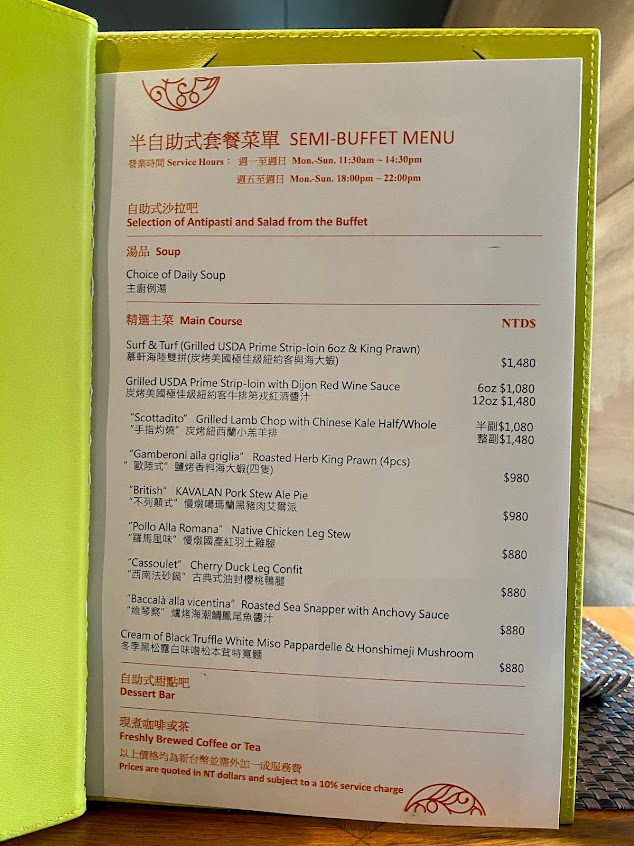 半自助式套餐菜單 SEMI-BUFFET MENU
營業時間 Service Hours： 週一至週日 Mon.-Sun. 11:30am ~ 14:30pm
週五至週日 Mon.-Sun. 18:00pm ~ 22:00pm
自助式沙拉吧
Selection of Antipasti and Salad from the Buffet
湯品 Soup
Choice of Daily Soup
主廚例湯
精選主菜 Main Course NTD$
Surf & Turf (Grilled USDA Prime Strip-loin 6oz & King Prawn)
慕軒海陸雙拼(炭烤美國極佳級紐約客與海大蝦) $1,480
Grilled USDA Prime Strip-loin with Dijon Red Wine Sauce 6oz $1,080
炭烤美國極佳級紐約客牛排第戎紅酒醬汁 12oz $1,480
“Scottadito” Grilled Lamb Chop with Chinese Kale Half/Whole 半副$1,080
“手指灼燒” 炭烤紐西蘭小羔羊排 整副$1,480
“Gamberoni alla griglia” Roasted Herb King Prawn (4pcs)
“歐陸式” 鹽烤香料海大蝦(四隻) $980
“British” KAVALAN Pork Stew Ale Pie
“不列顛式” 慢燉噶瑪蘭黑豬肉艾爾派 $980
“Pollo Alla Romana” Native Chicken Leg Stew
“羅馬風味” 慢燉國產紅羽土雞腿 $880
“Cassoulet” Cherry Duck Leg Confit
“西南法砂鍋” 古典式油封櫻桃鴨腿 $880
“Baccalà alla vicentina” Roasted Sea Snapper with Anchovy Sauce
“維琴察” 爐烤海潮鯛鳳尾魚醬汁 $880
Cream of Black Truffle White Miso Pappardelle & Honshimeji Mushroom
冬季黑松露白味噌松本茸特寬麵 $880
自助式甜點吧
Dessert Bar
現煮咖啡或茶
Freshly Brewed Coffee or Tea
以上價格均為新台幣並需外加一成服務費
Prices are quoted in NT dollars and subject to a 10% service charge